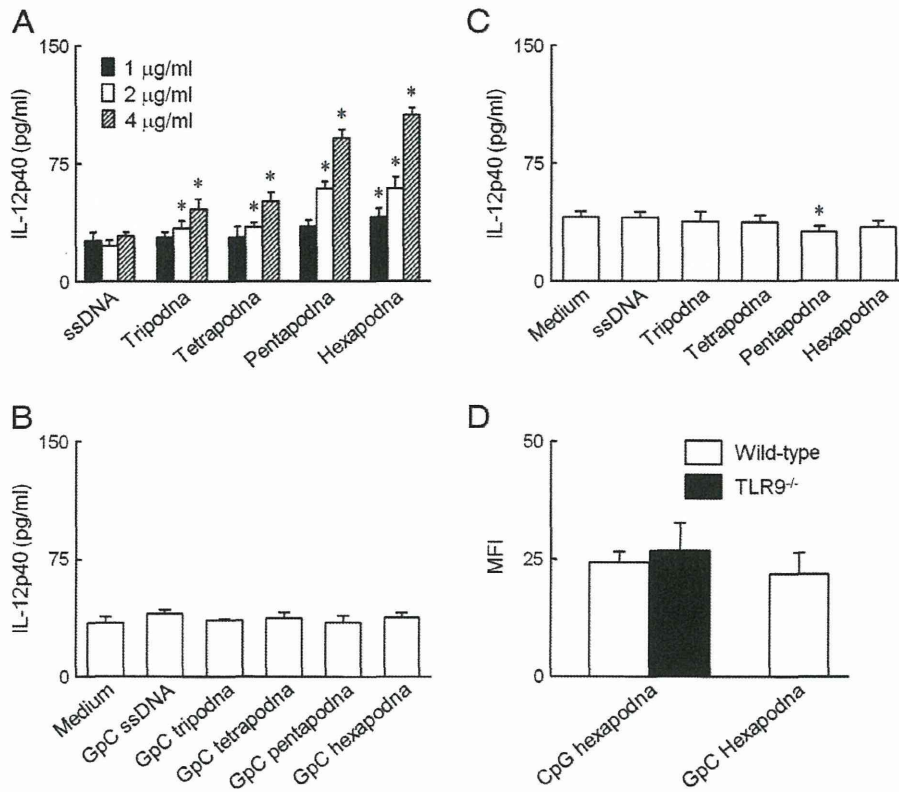 A
IL-12p40 (pg/ml)
150
75
0
1 μg/ml
2 μg/ml
4 μg/ml
* * * * * * * *
ssDNA
Tripodna
Tetrapodna
Pentapodna
Hexapodna
C
IL-12p40 (pg/ml)
150
75
0
*
Medium
ssDNA
Tripodna
Tetrapodna
Pentapodna
Hexapodna
B
IL-12p40 (pg/ml)
150
75
0
Medium
GpC ssDNA
GpC tripodna
GpC tetrapodna
GpC pentapodna
GpC hexapodna
D
MFI
50
25
0
Wild-type
TLR9-/-
CpG hexapodna
GpC Hexapodna